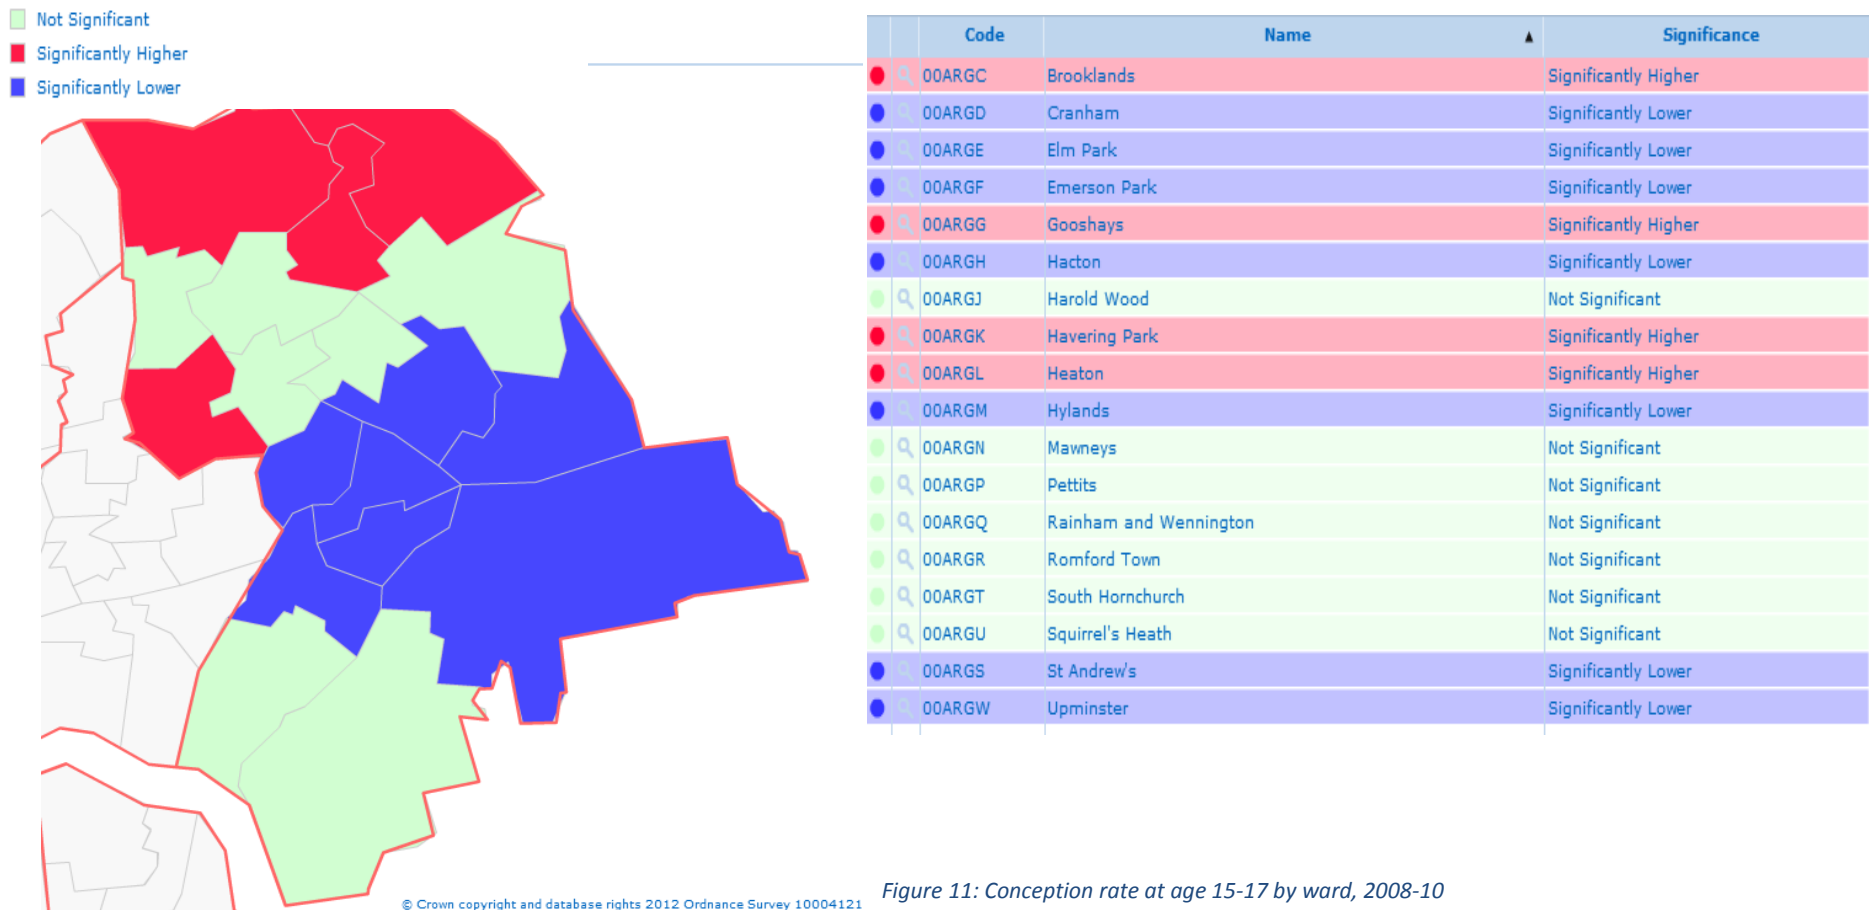 Not Significant
Significantly Higher
Significantly Lower
Code Name ▲ Significance
00ARGC Brooklands Significantly Higher
00ARGD Cranham Significantly Lower
00ARGE Elm Park Significantly Lower
00ARGF Emerson Park Significantly Lower
00ARGG Gooshays Significantly Higher
00ARGH Hacton Significantly Lower
00ARGJ Harold Wood Not Significant
00ARGK Havering Park Significantly Higher
00ARGL Heaton Significantly Higher
00ARGM Hylands Significantly Lower
00ARGN Mawneys Not Significant
00ARGP Pettits Not Significant
00ARGQ Rainham and Wennington Not Significant
00ARGR Romford Town Not Significant
00ARGT South Hornchurch Not Significant
00ARGU Squirrel's Heath Not Significant
00ARGS St Andrew's Significantly Lower
00ARGW Upminster Significantly Lower
Figure 11: Conception rate at age 15-17 by ward, 2008-10
© Crown copyright and database rights 2012 Ordnance Survey 10004121